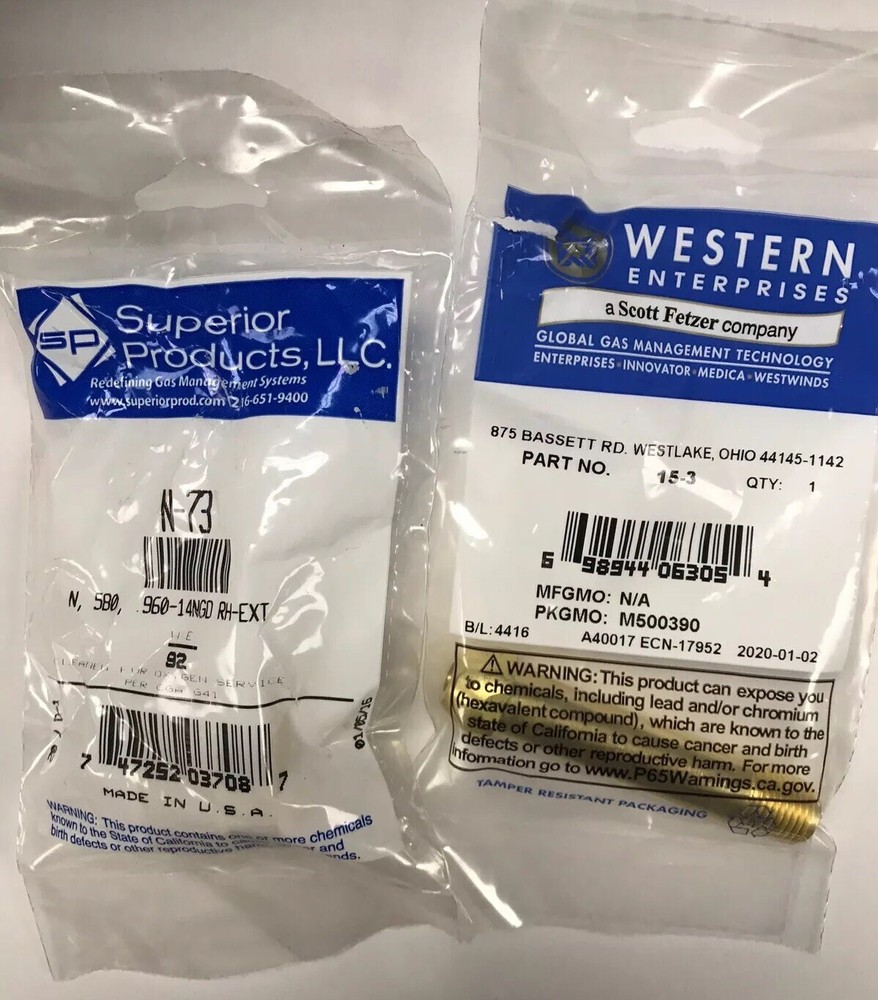 SP
Superior
Products, LLC.
Redefining Gas Management Systems
www.superiorprod.com 216-651-9400
N-73
N, 580, .960-14NGO RH-EXT
WE
92
CLEANED FOR OXYGEN SERVICE
PER CGA G41
01/05/15
7 47252 03708 7
MADE IN U.S.A.
WARNING: This product contains one or more chemicals
known to the State of California to and
birth defects or other reproductive
WESTERN
ENTERPRISES
a Scott Fetzer company
GLOBAL GAS MANAGEMENT TECHNOLOGY
ENTERPRISES INNOVATOR MEDICA WESTWINDS
875 BASSETT RD. WESTLAKE, OHIO 44145-1142
PART NO. 15-3 QTY: 1
6 98944 06305 4
MFGMO: N/A
PKGMO: M500390
B/L: 4416 A40017 ECN-17952 2020-01-02
WARNING: This product can expose you
to chemicals, including lead and/or chromium
(hexavalent compound), which are known to the
state of California to cause cancer and birth
defects or other reproductive harm. For more
information go to www.P65Warnings.ca.gov.
TAMPER RESISTANT PACKAGING